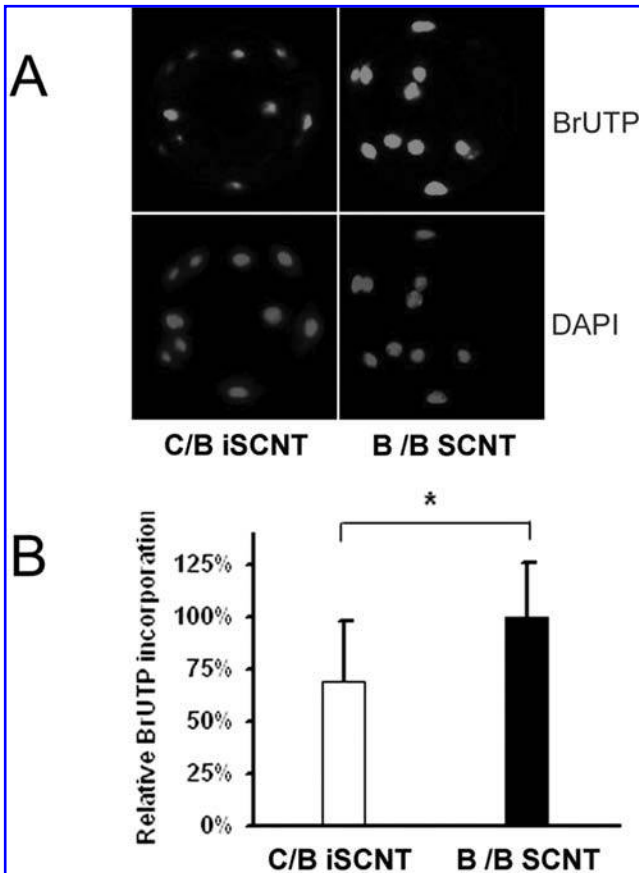 A
BrUTP
DAPI
C/B iSCNT B /B SCNT
B
Relative BrUTP incorporation
*
125%
100%
75%
50%
25%
0%
C/B iSCNT B /B SCNT